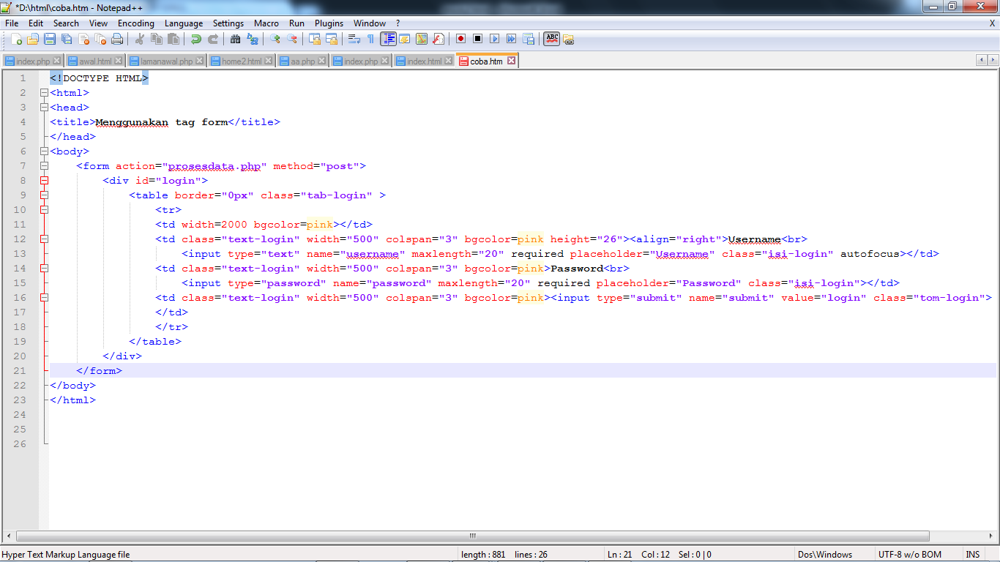 *D:\html\coba.htm - Notepad++
File Edit Search View Encoding Language Settings Macro Run Plugins Window ? X
ABC
index.php awal.html lamanawal.php home2.html aa.php index.php index.html coba.htm
1 <!DOCTYPE HTML>
2 <html>
3 <head>
4 <title>Menggunakan tag form</title>
5 </head>
6 <body>
7     <form action="prosesdata.php" method="post">
8         <div id="login">
9             <table border="0px" class="tab-login" >
10                 <tr>
11                 <td width=2000 bgcolor=pink></td>
12                 <td class="text-login" width="500" colspan="3" bgcolor=pink height="26"><align="right">Username<br>
13                     <input type="text" name="username" maxlength="20" required placeholder="Username" class="isi-login" autofocus></td>
14                 <td class="text-login" width="500" colspan="3" bgcolor=pink>Password<br>
15                     <input type="password" name="password" maxlength="20" required placeholder="Password" class="isi-login"></td>
16                 <td class="text-login" width="500" colspan="3" bgcolor=pink><input type="submit" name="submit" value="login" class="tom-login">
17                 </td>
18                 </tr>
19             </table>
20         </div>
21     </form>
22 </body>
23 </html>
24
25
26
Hyper Text Markup Language file length : 881 lines : 26 Ln : 21 Col : 12 Sel : 0 | 0 Dos\Windows UTF-8 w/o BOM INS